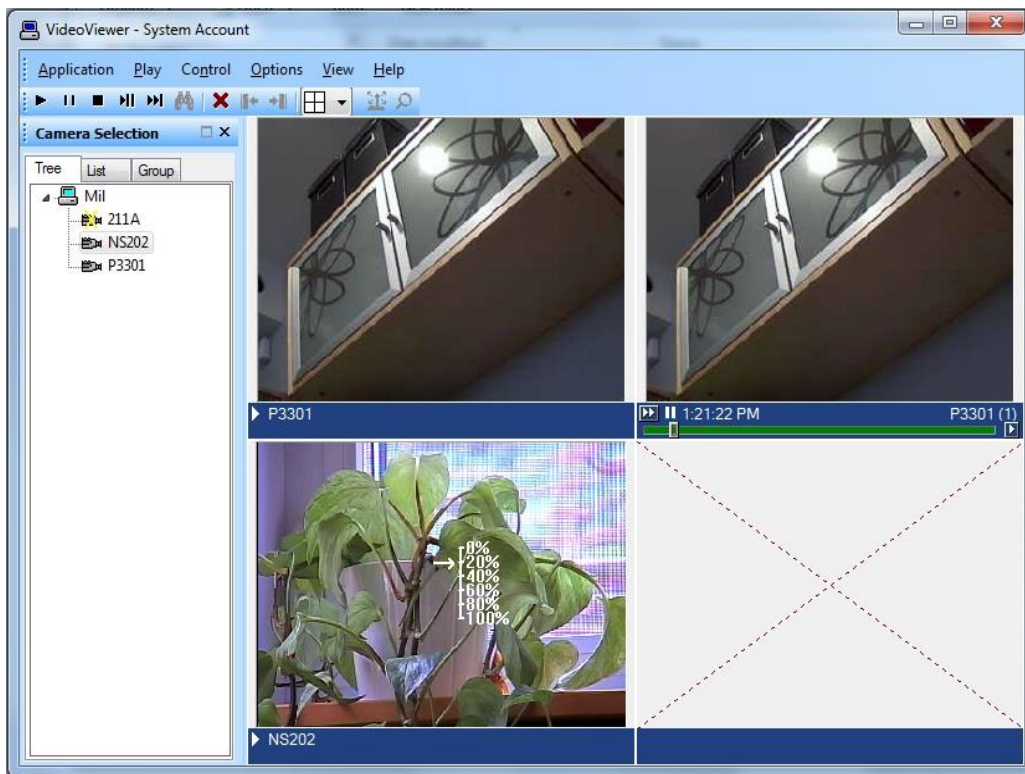 VideoViewer - System Account
Application Play Control Options View Help
Camera Selection
Tree List Group
Mil
211A
NS202
P3301
P3301
1:21:22 PM P3301 (1)
0%
20%
40%
60%
80%
100%
NS202